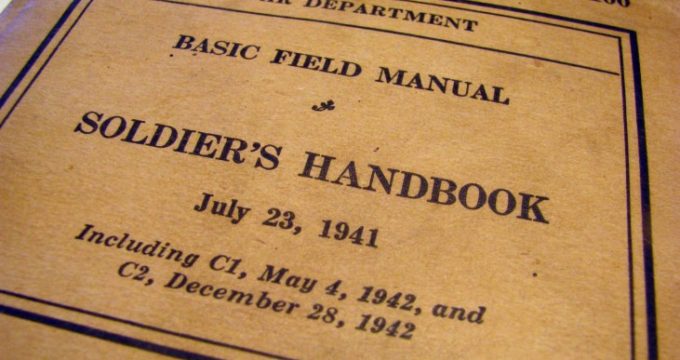 DEPARTMENT
BASIC FIELD MANUAL
SOLDIER'S HANDBOOK
July 23, 1941
Including C1, May 4, 1942, and
C2, December 28, 1942